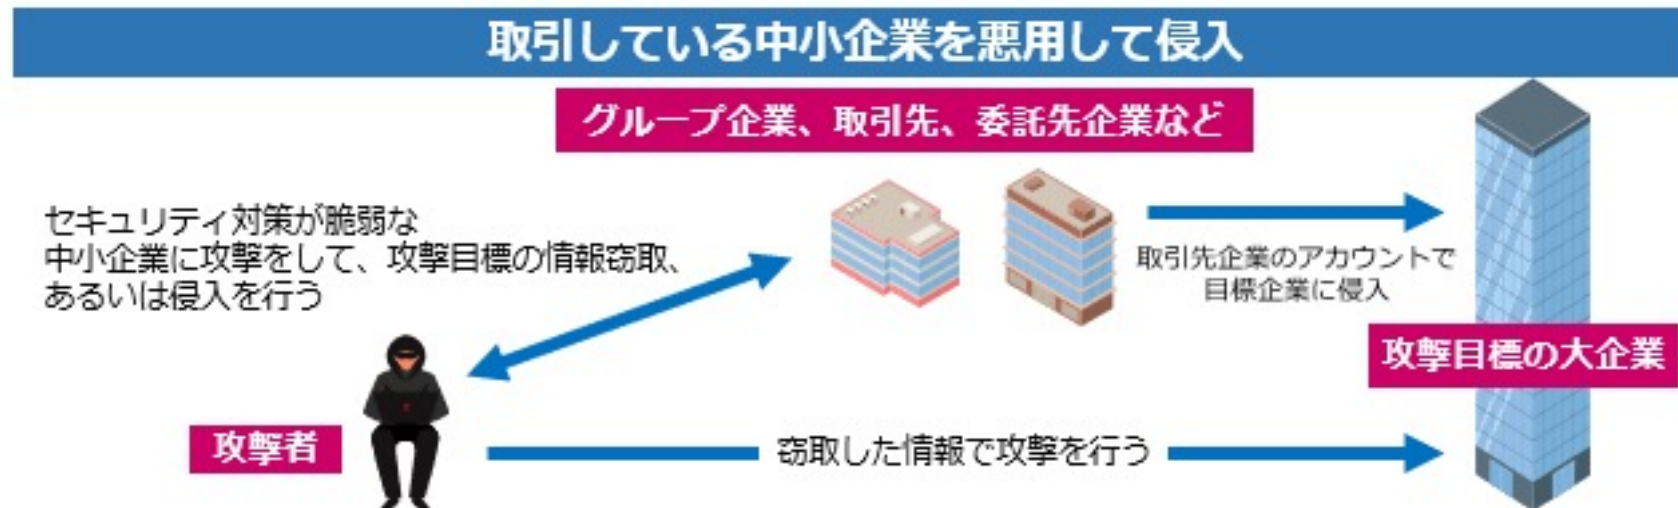 取引している中小企業を悪用して侵入
グループ企業、取引先、委託先企業など
セキュリティ対策が脆弱な
中小企業に攻撃をして、攻撃目標の情報窃取、
あるいは侵入を行う
取引先企業のアカウントで
目標企業に侵入
攻撃目標の大企業
攻撃者
窃取した情報で攻撃を行う